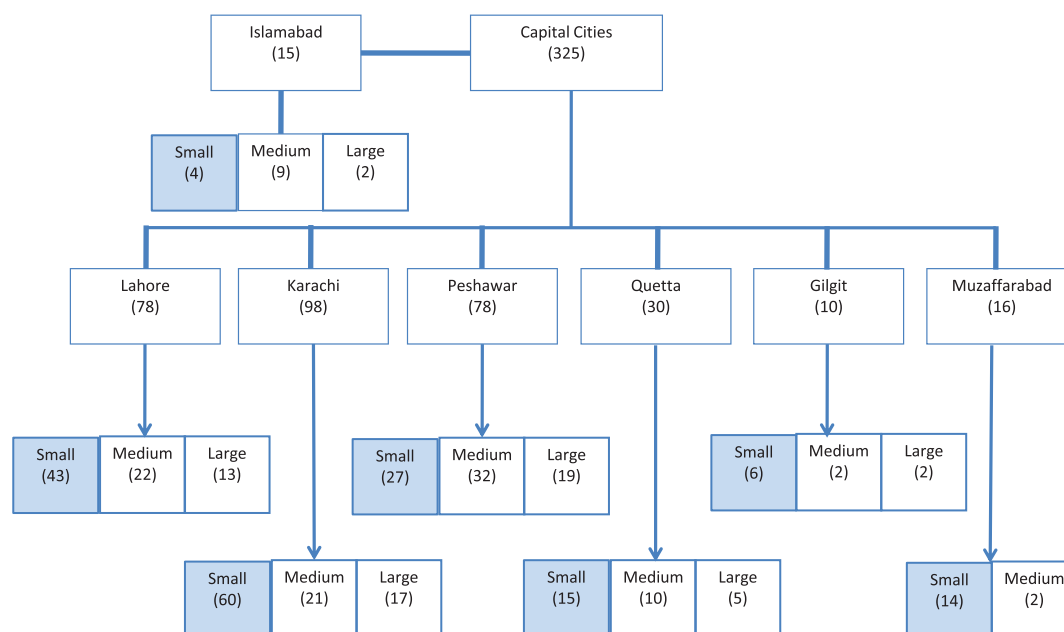 Islamabad
(15)
Capital Cities
(325)
Small
(4)
Medium
(9)
Large
(2)
Lahore
(78)
Karachi
(98)
Peshawar
(78)
Quetta
(30)
Gilgit
(10)
Muzaffarabad
(16)
Small
(43)
Medium
(22)
Large
(13)
Small
(27)
Medium
(32)
Large
(19)
Small
(6)
Medium
(2)
Large
(2)
Small
(60)
Medium
(21)
Large
(17)
Small
(15)
Medium
(10)
Large
(5)
Small
(14)
Medium
(2)